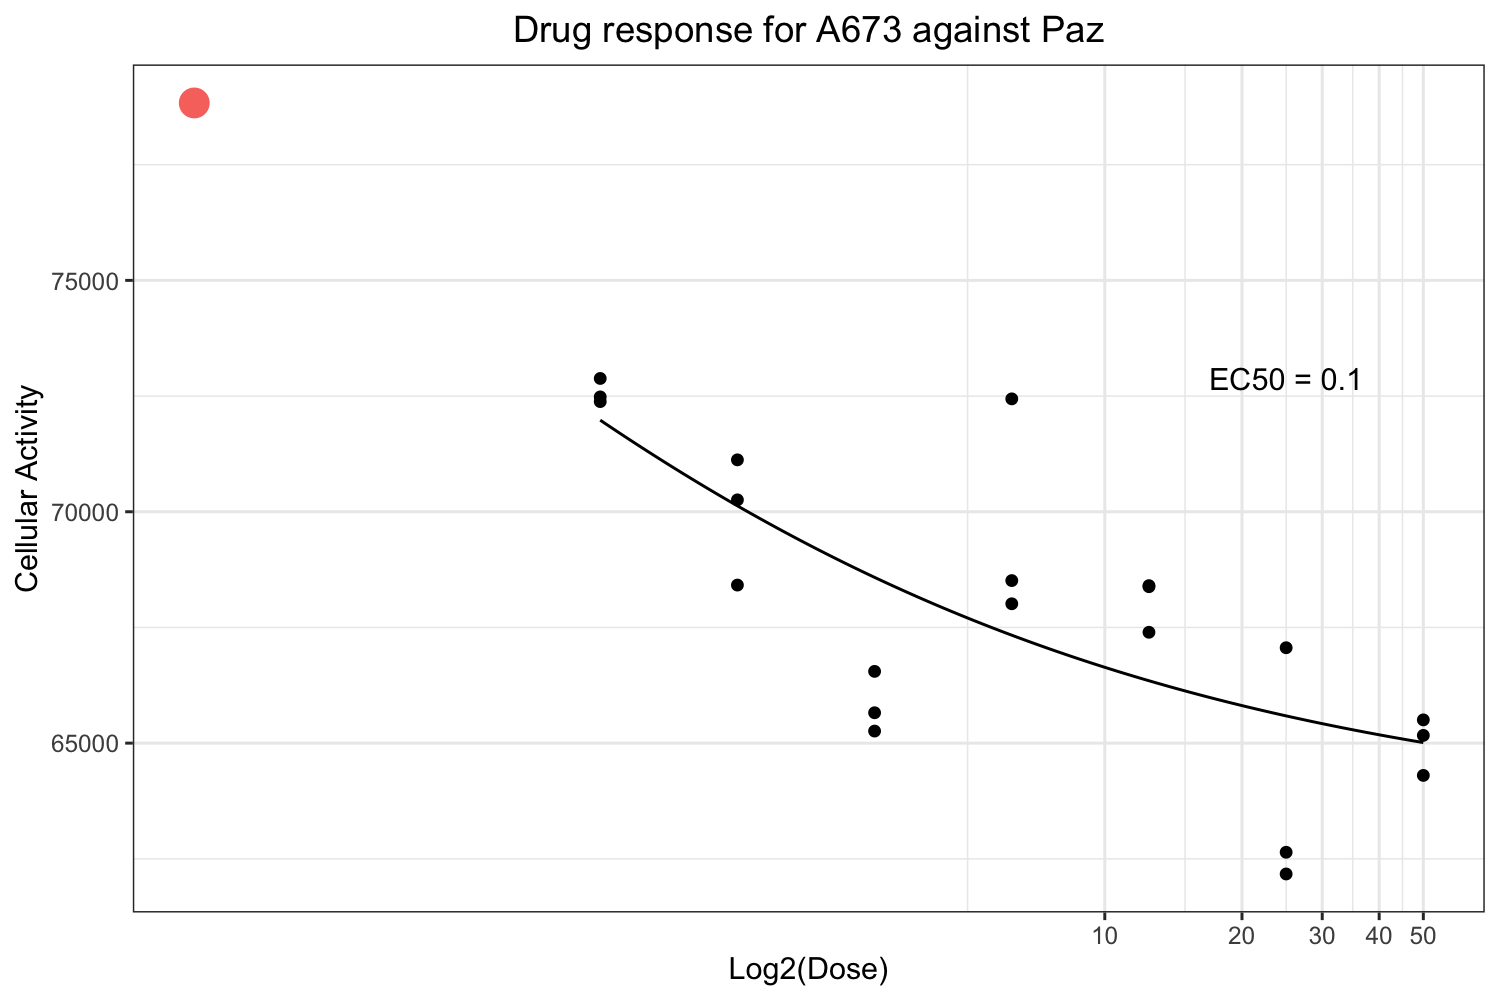 Drug response for A673 against Paz
75000
70000
65000
Cellular Activity
EC50 = 0.1
10 20 30 40 50
Log2(Dose)